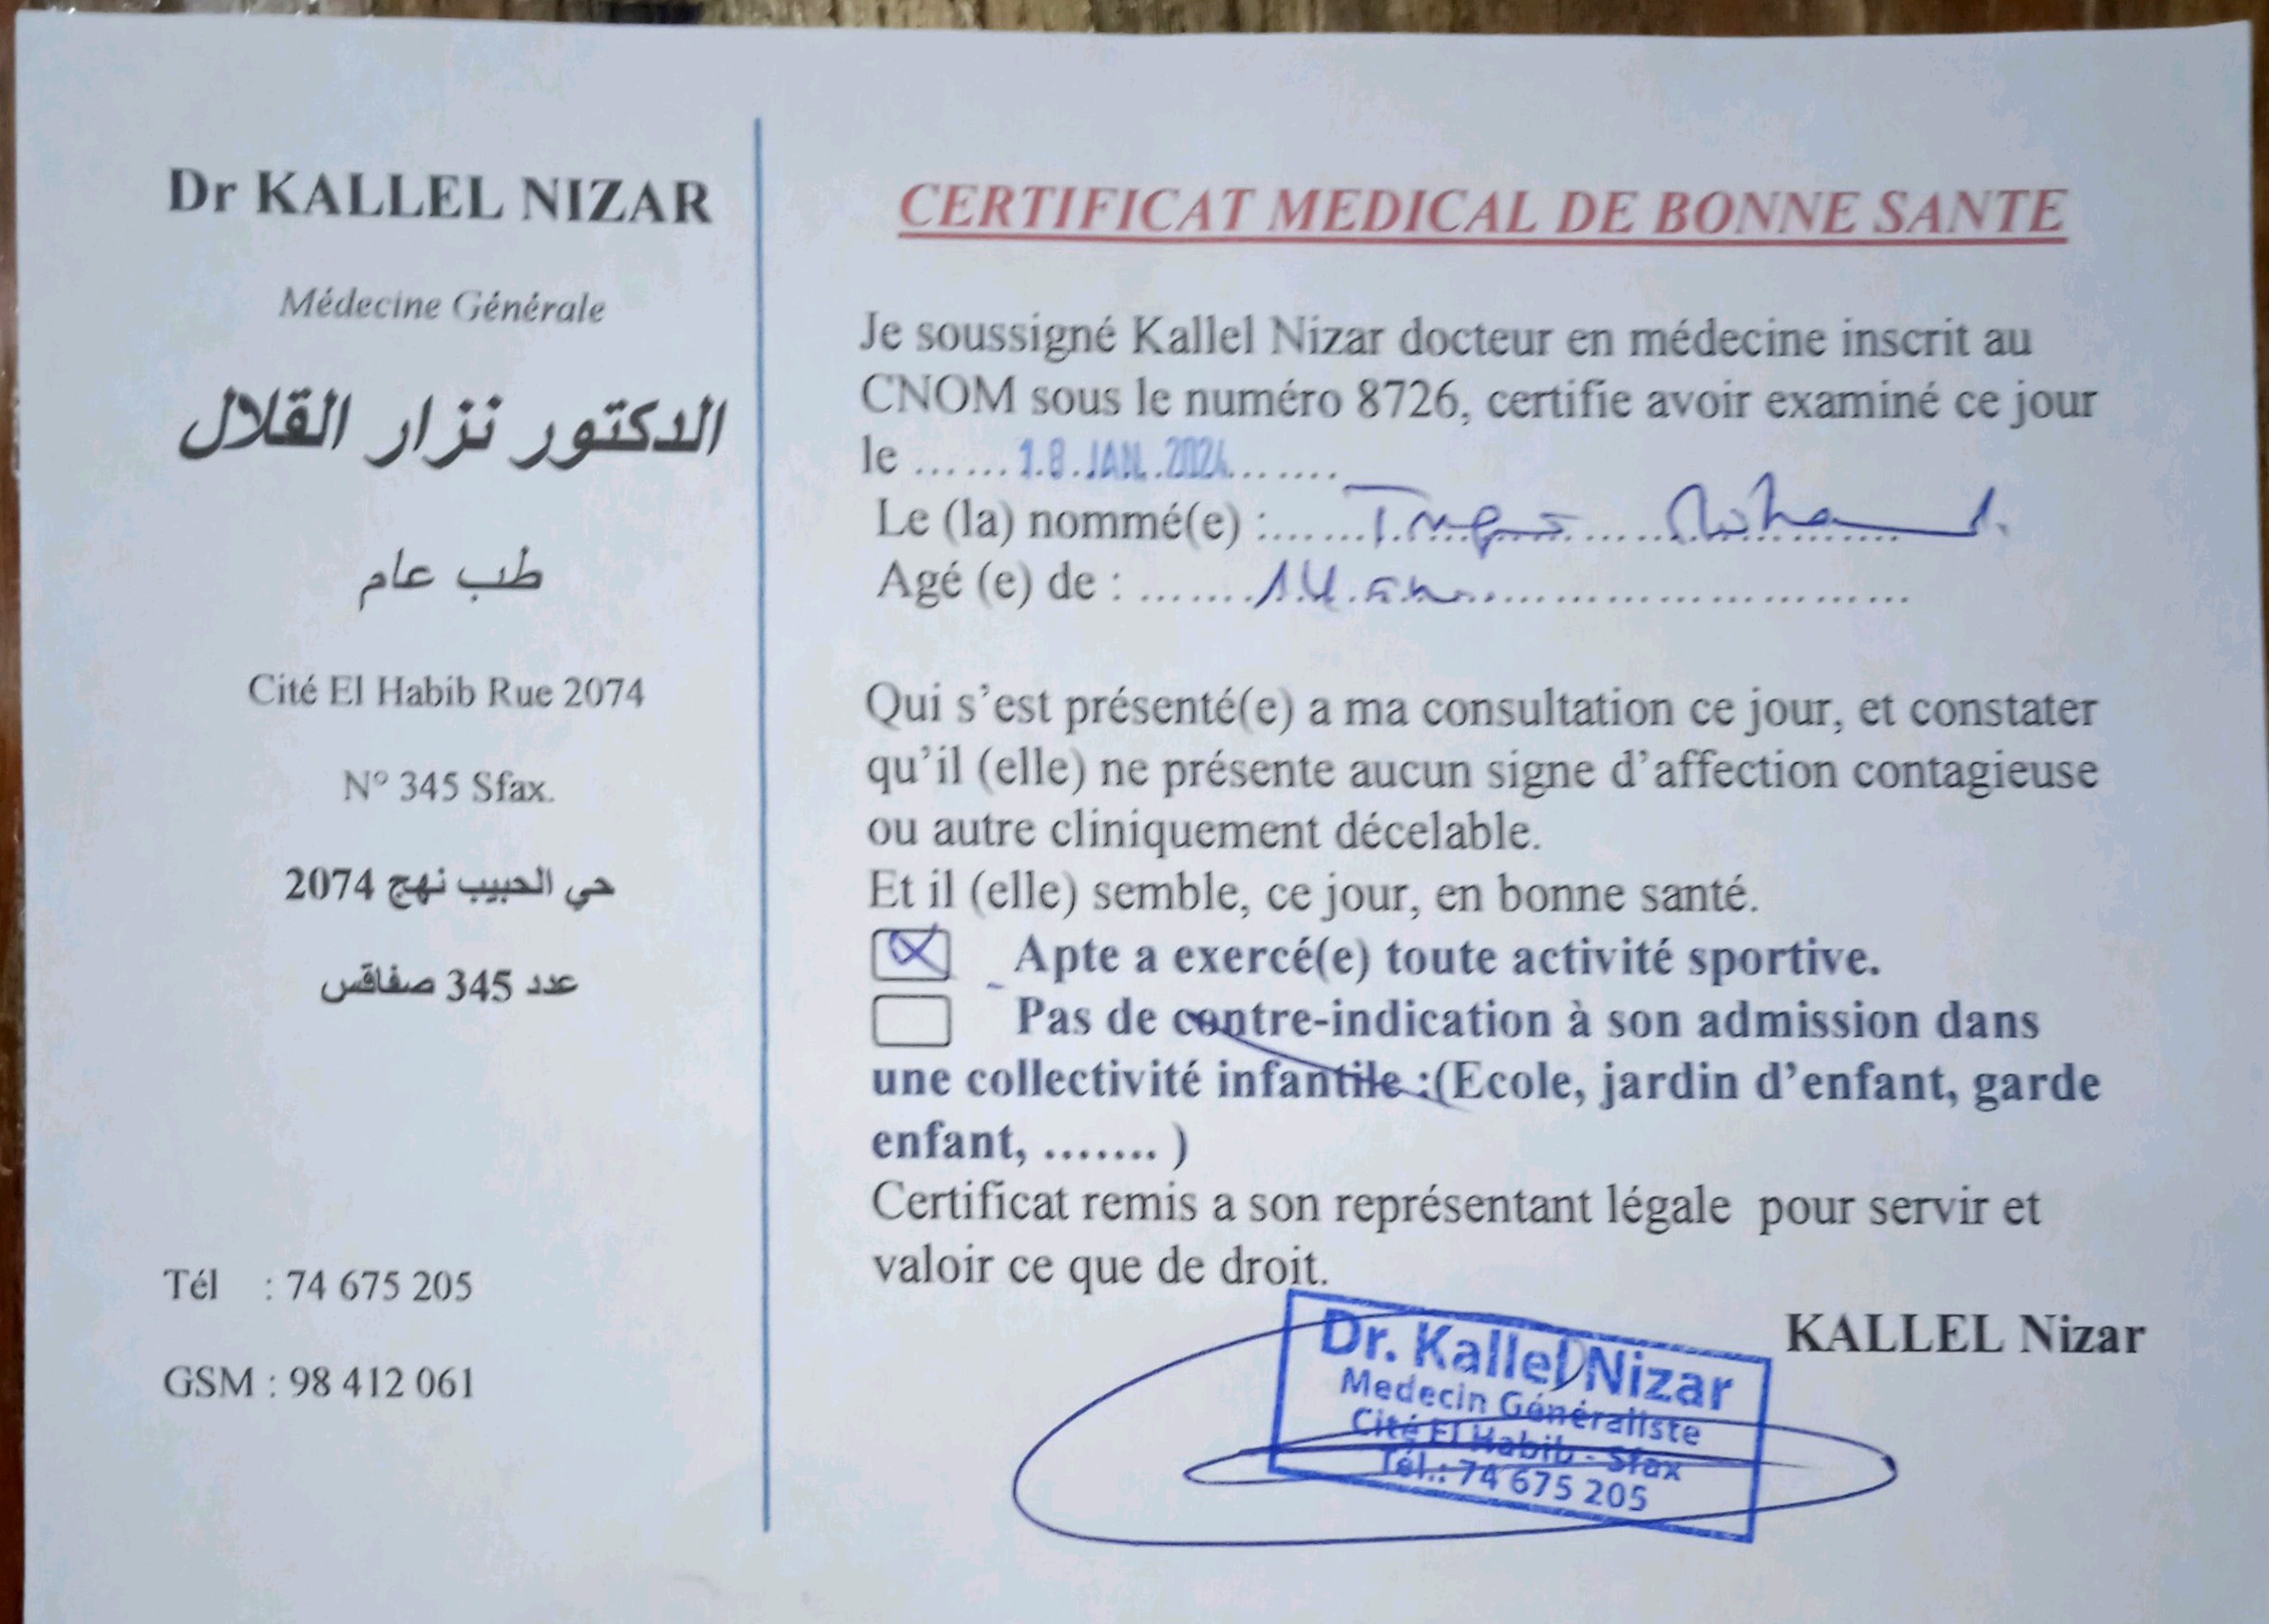 Dr KALLEL NIZAR
Médecine Générale
الدكتور نزار القلال
طب عام
Cité El Habib Rue 2074
N° 345 Sfax.
حي الحبيب نهج 2074
عدد 345 صفاقس
Tél : 74 675 205
GSM : 98 412 061
CERTIFICAT MEDICAL DE BONNE SANTE
Je soussigné Kallel Nizar docteur en médecine inscrit au
CNOM sous le numéro 8726, certifie avoir examiné ce jour
le ...... 18 JAN. 2024 .......
Le (la) nommé(e) :
Agé (e) de : ....... 14 ans
Qui s'est présenté(e) a ma consultation ce jour, et constater
qu'il (elle) ne présente aucun signe d'affection contagieuse
ou autre cliniquement décelable.
Et il (elle) semble, ce jour, en bonne santé.
Apte a exercé(e) toute activité sportive.
Pas de contre-indication à son admission dans
une collectivité infantile :(Ecole, jardin d'enfant, garde
enfant, ....... )
Certificat remis a son représentant légale pour servir et
valoir ce que de droit.
KALLEL Nizar
Dr. Kallel Nizar
Medecin Généraliste
Cité El Habib - Sfax
Tél.: 74 675 205